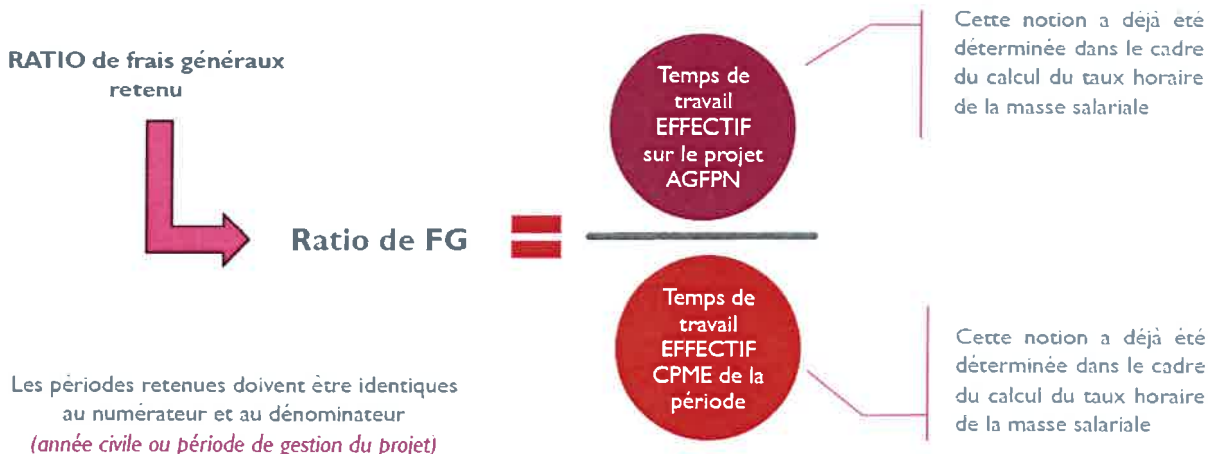 RATIO de frais généraux
retenu
Ratio de FG
=
Temps de
travail
EFFECTIF
sur le projet
AGFPN
Cette notion a déjà été
déterminée dans le cadre
du calcul du taux horaire
de la masse salariale
Temps de
travail
EFFECTIF
CPME de la
période
Cette notion a déjà été
déterminée dans le cadre
du calcul du taux horaire
de la masse salariale
Les périodes retenues doivent être identiques
au numérateur et au dénominateur
(année civile ou période de gestion du projet)